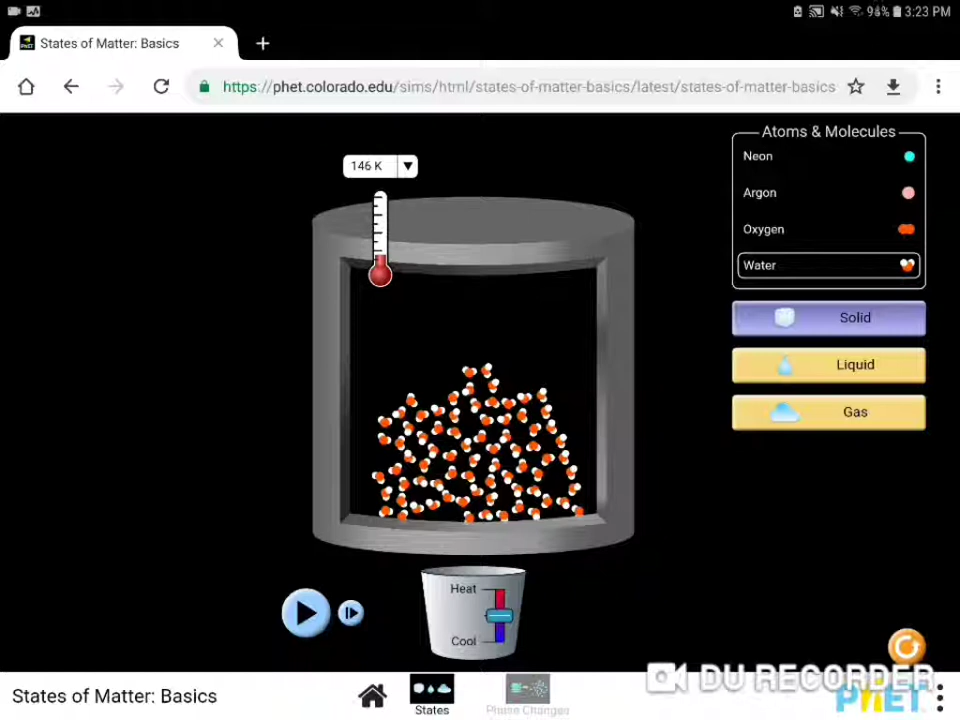 94% 3:23 PM
States of Matter: Basics
https://phet.colorado.edu/sims/html/states-of-matter-basics/latest/states-of-matter-basics
Atoms & Molecules
146 K
Neon
Argon
Oxygen
Water
Solid
Liquid
Gas
Heat
Cool
DU RECORDER
States of Matter: Basics
States
Phase Changes
PhET